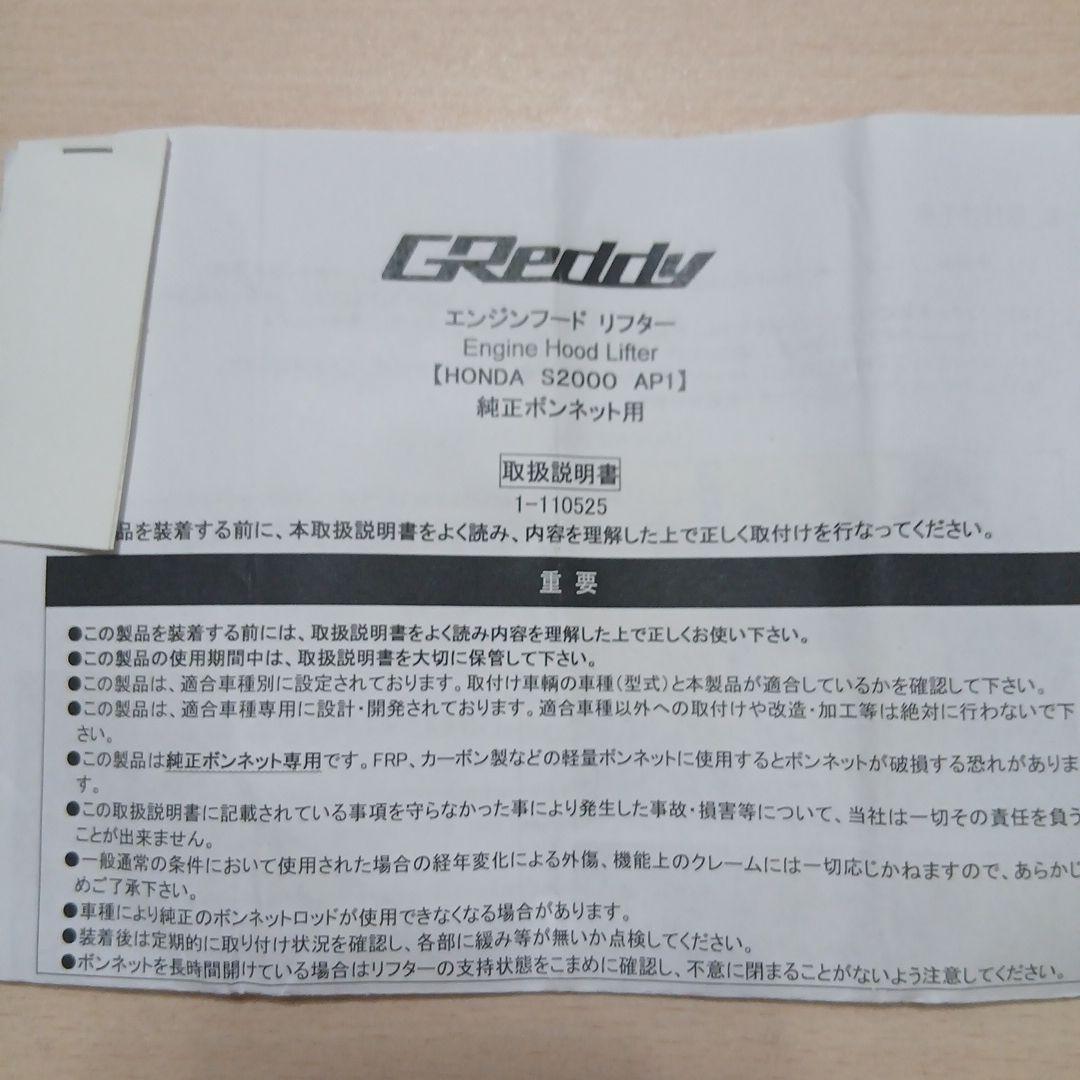 GReddy
エンジンフード リフター
Engine Hood Lifter
【HONDA S2000 AP1】
純正ボンネット用
取扱説明書
1-110525
品を装着する前に、本取扱説明書をよく読み、内容を理解した上で正しく取付けを行なってください。
重要
●この製品を装着する前には、取扱説明書をよく読み内容を理解した上で正しくお使い下さい。
●この製品の使用期間中は、取扱説明書を大切に保管して下さい。
●この製品は、適合車種別に設定されております。取付け車輌の車種（型式）と本製品が適合しているかを確認して下さい。
●この製品は、適合車種専用に設計・開発されております。適合車種以外への取付けや改造・加工等は絶対に行わないで下
さい。
●この製品は純正ボンネット専用です。FRP、カーボン製などの軽量ボンネットに使用するとボンネットが破損する恐れがありま
す。
●この取扱説明書に記載されている事項を守らなかった事により発生した事故・損害等について、当社は一切その責任を負う
ことが出来ません。
●一般通常の条件において使用された場合の経年変化による外傷、機能上のクレームには一切応じかねますので、あらかじ
めご了承下さい。
●車種により純正のボンネットロッドが使用できなくなる場合があります。
●装着後は定期的に取り付け状況を確認し、各部に緩み等が無いか点検してください。
●ボンネットを長時間開けている場合はリフターの支持状態をこまめに確認し、不意に閉まることがないよう注意してください。